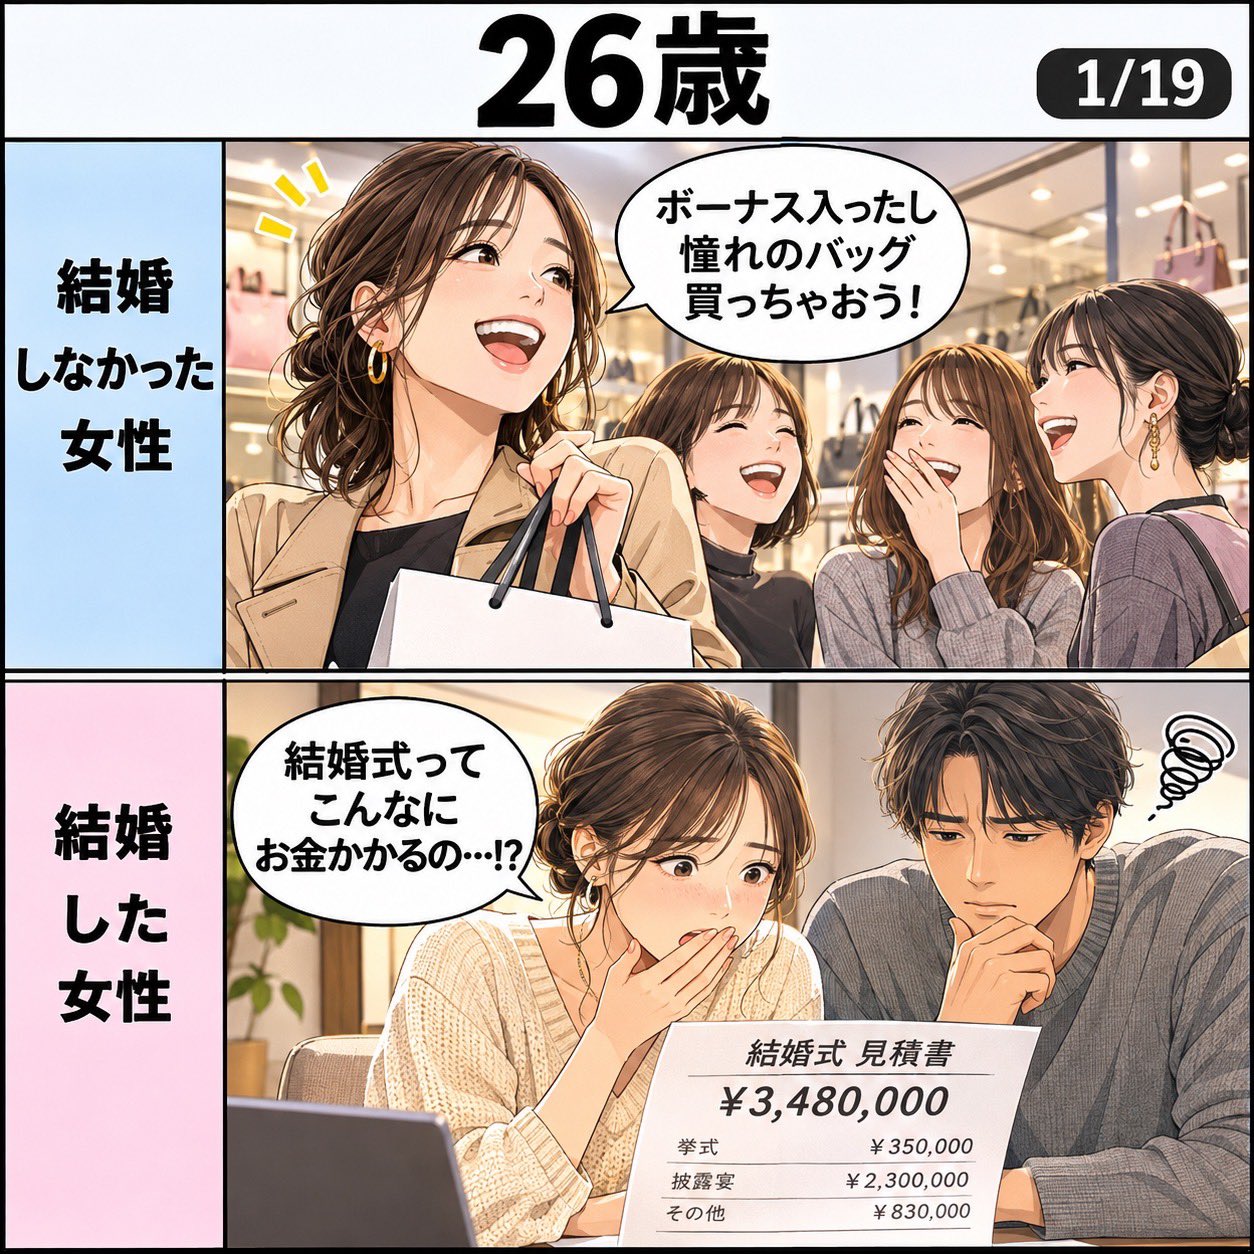 26歳
1/19
結婚
しなかった
女性
ボーナス入ったし
憧れのバッグ
買っちゃおう!
結婚
した
女性
結婚式って
こんなに
お金かかるの…!?
結婚式 見積書
¥3,480,000
挙式 ¥350,000
披露宴 ¥2,300,000
その他 ¥830,000